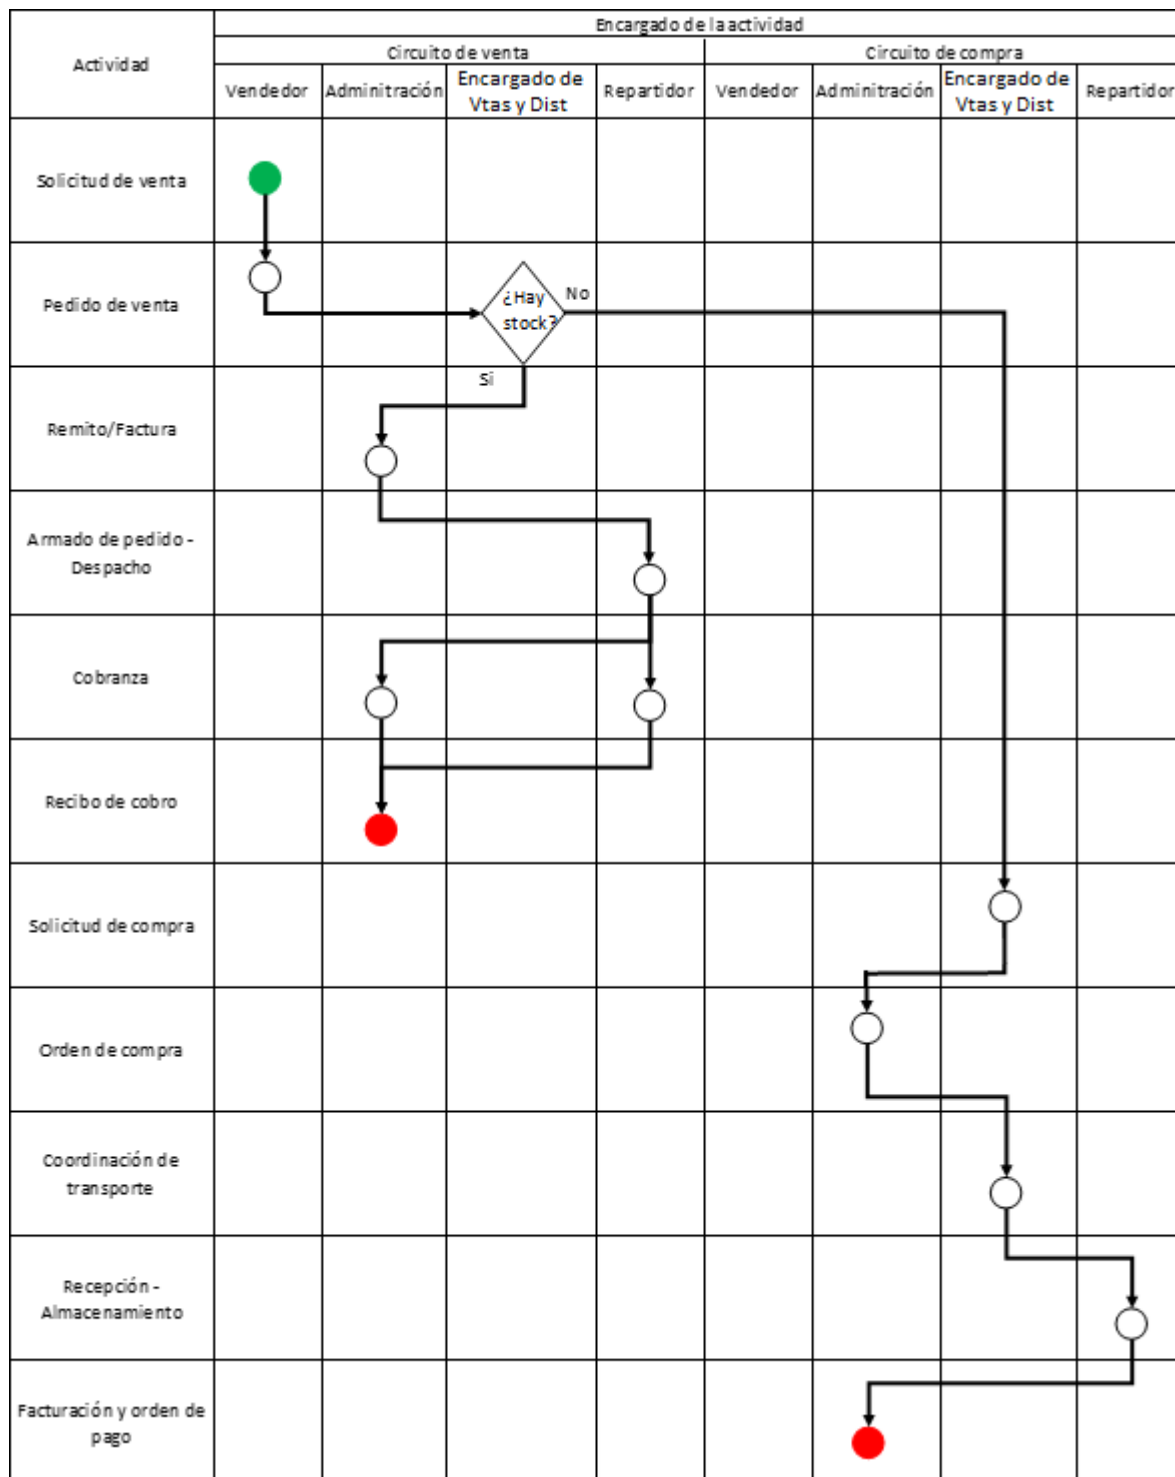 Encargado de la actividad
Actividad
Circuito de venta
Circuito de compra
Vendedor
Adminitración
Encargado de
Vtas y Dist
Repartidor
Vendedor
Adminitración
Encargado de
Vtas y Dist
Repartidor
Solicitud de venta
Pedido de venta
¿Hay
stock?
No
Si
Remito/Factura
Armado de pedido -
Despacho
Cobranza
Recibo de cobro
Solicitud de compra
Orden de compra
Coordinación de
transporte
Recepción -
Almacenamiento
Facturación y orden de
pago